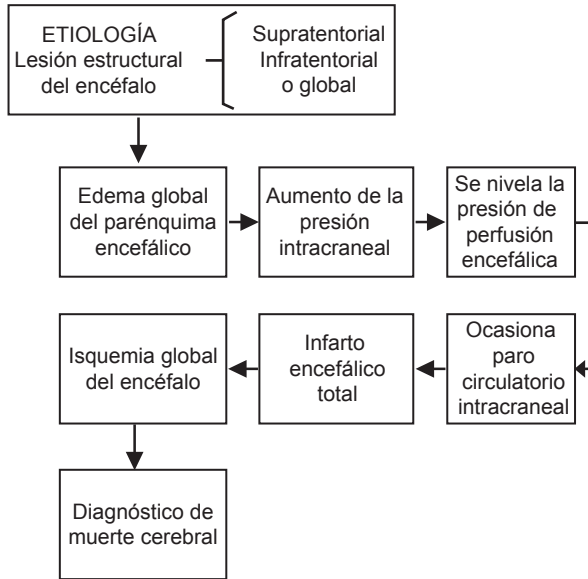 ETIOLOGÍA
Lesión estructural
del encéfalo
Supratentorial
Infratentorial
o global
Edema global
del parénquima
encefálico
Aumento de la
presión
intracraneal
Se nivela la
presión de
perfusión
encefálica
Ocasiona
paro
circulatorio
intracraneal
Infarto
encefálico
total
Isquemia global
del encéfalo
Diagnóstico de
muerte cerebral